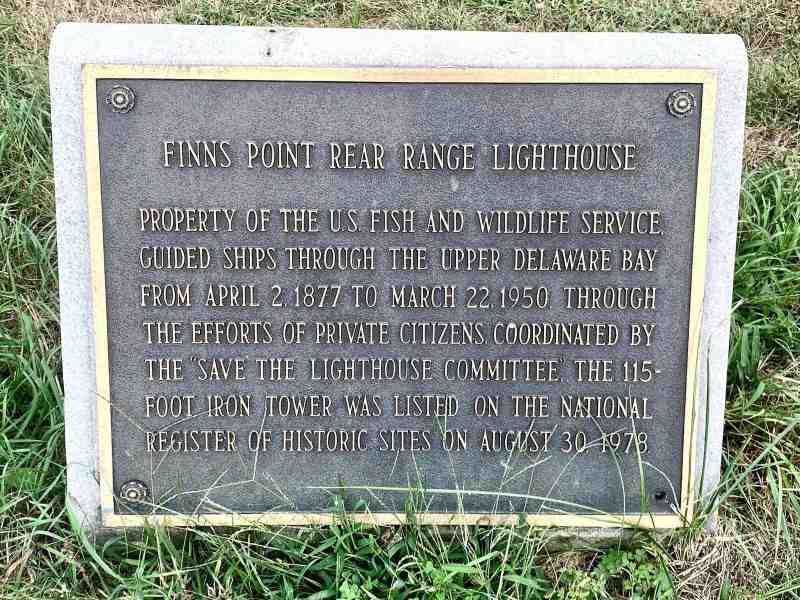 FINNS POINT REAR RANGE LIGHTHOUSE
PROPERTY OF THE U.S. FISH AND WILDLIFE SERVICE,
GUIDED SHIPS THROUGH THE UPPER DELAWARE BAY
FROM APRIL 2, 1877 TO MARCH 22, 1950. THROUGH
THE EFFORTS OF PRIVATE CITIZENS, COORDINATED BY
THE "SAVE THE LIGHTHOUSE COMMITTEE", THE 115-
FOOT IRON TOWER WAS LISTED ON THE NATIONAL
REGISTER OF HISTORIC SITES ON AUGUST 30, 1978